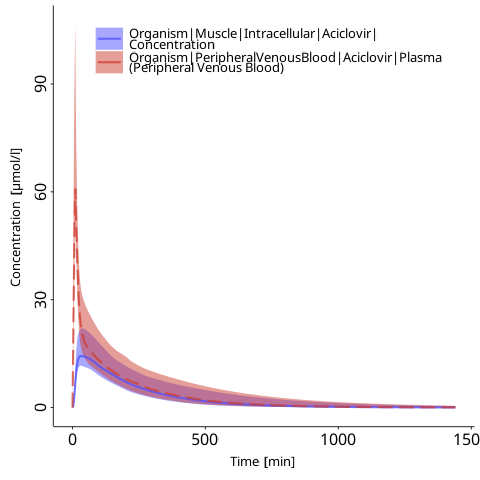 Organism|Muscle|Intracellular|Aciclovir|
Concentration
Organism|PeripheralVenousBlood|Aciclovir|Plasma
(Peripheral Venous Blood)
Concentration [µmol/l]
90
60
30
0
0 500 1000 150
Time [min]